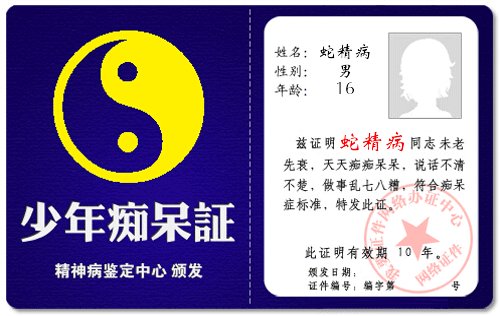 少年痴呆証
精神病鉴定中心 颁发
姓名: 蛇精病
性别: 男
年龄: 16
兹证明蛇精病同志未老
先衰，天天痴痴呆呆，说话不清
不楚，做事乱七八糟，符合痴呆
症标准，特发此证。
此证明有效期 10 年。
颁发日期:
证件编号: 编字第 号
网络证件